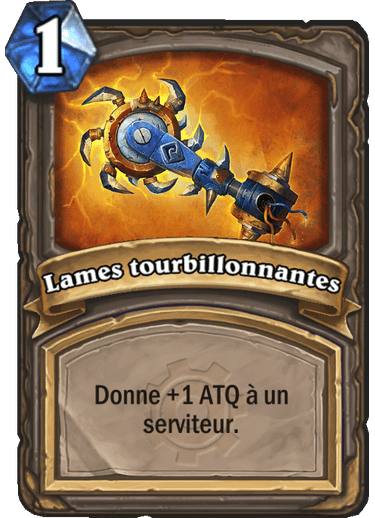 1
Lames tourbillonnantes
Donne +1 ATQ à un
serviteur.